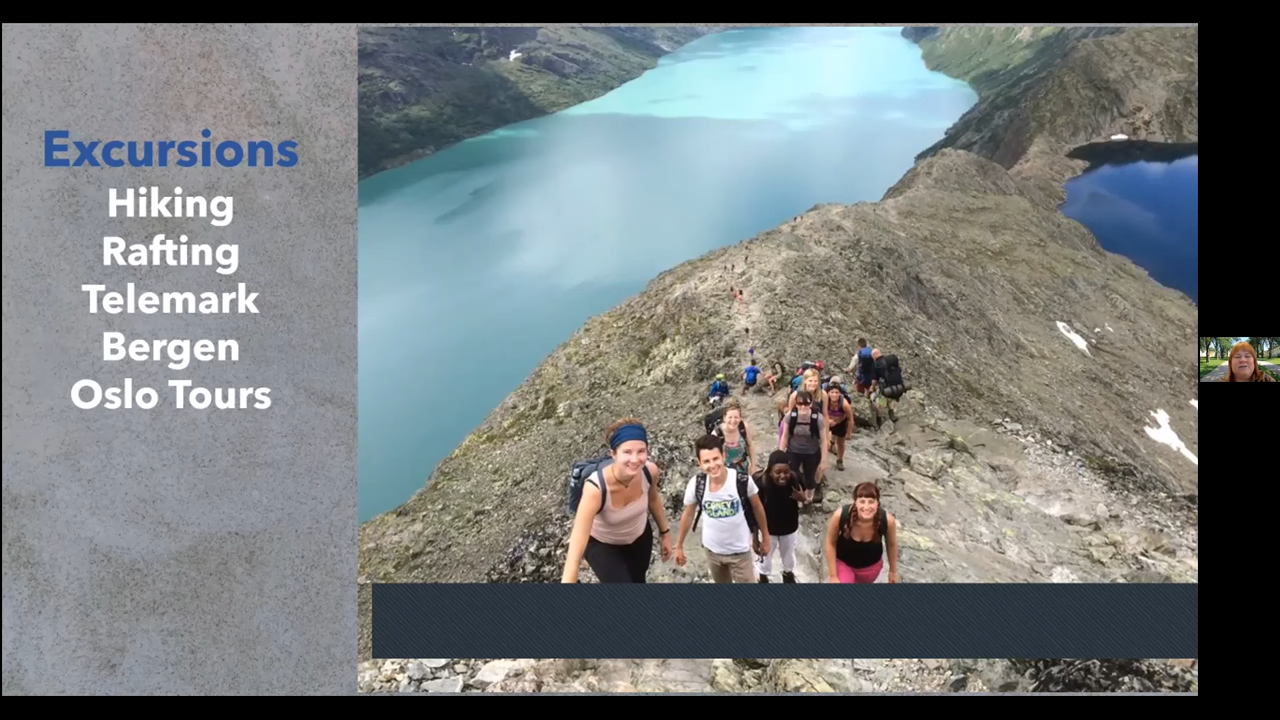 Excursions
Hiking
Rafting
Telemark
Bergen
Oslo Tours